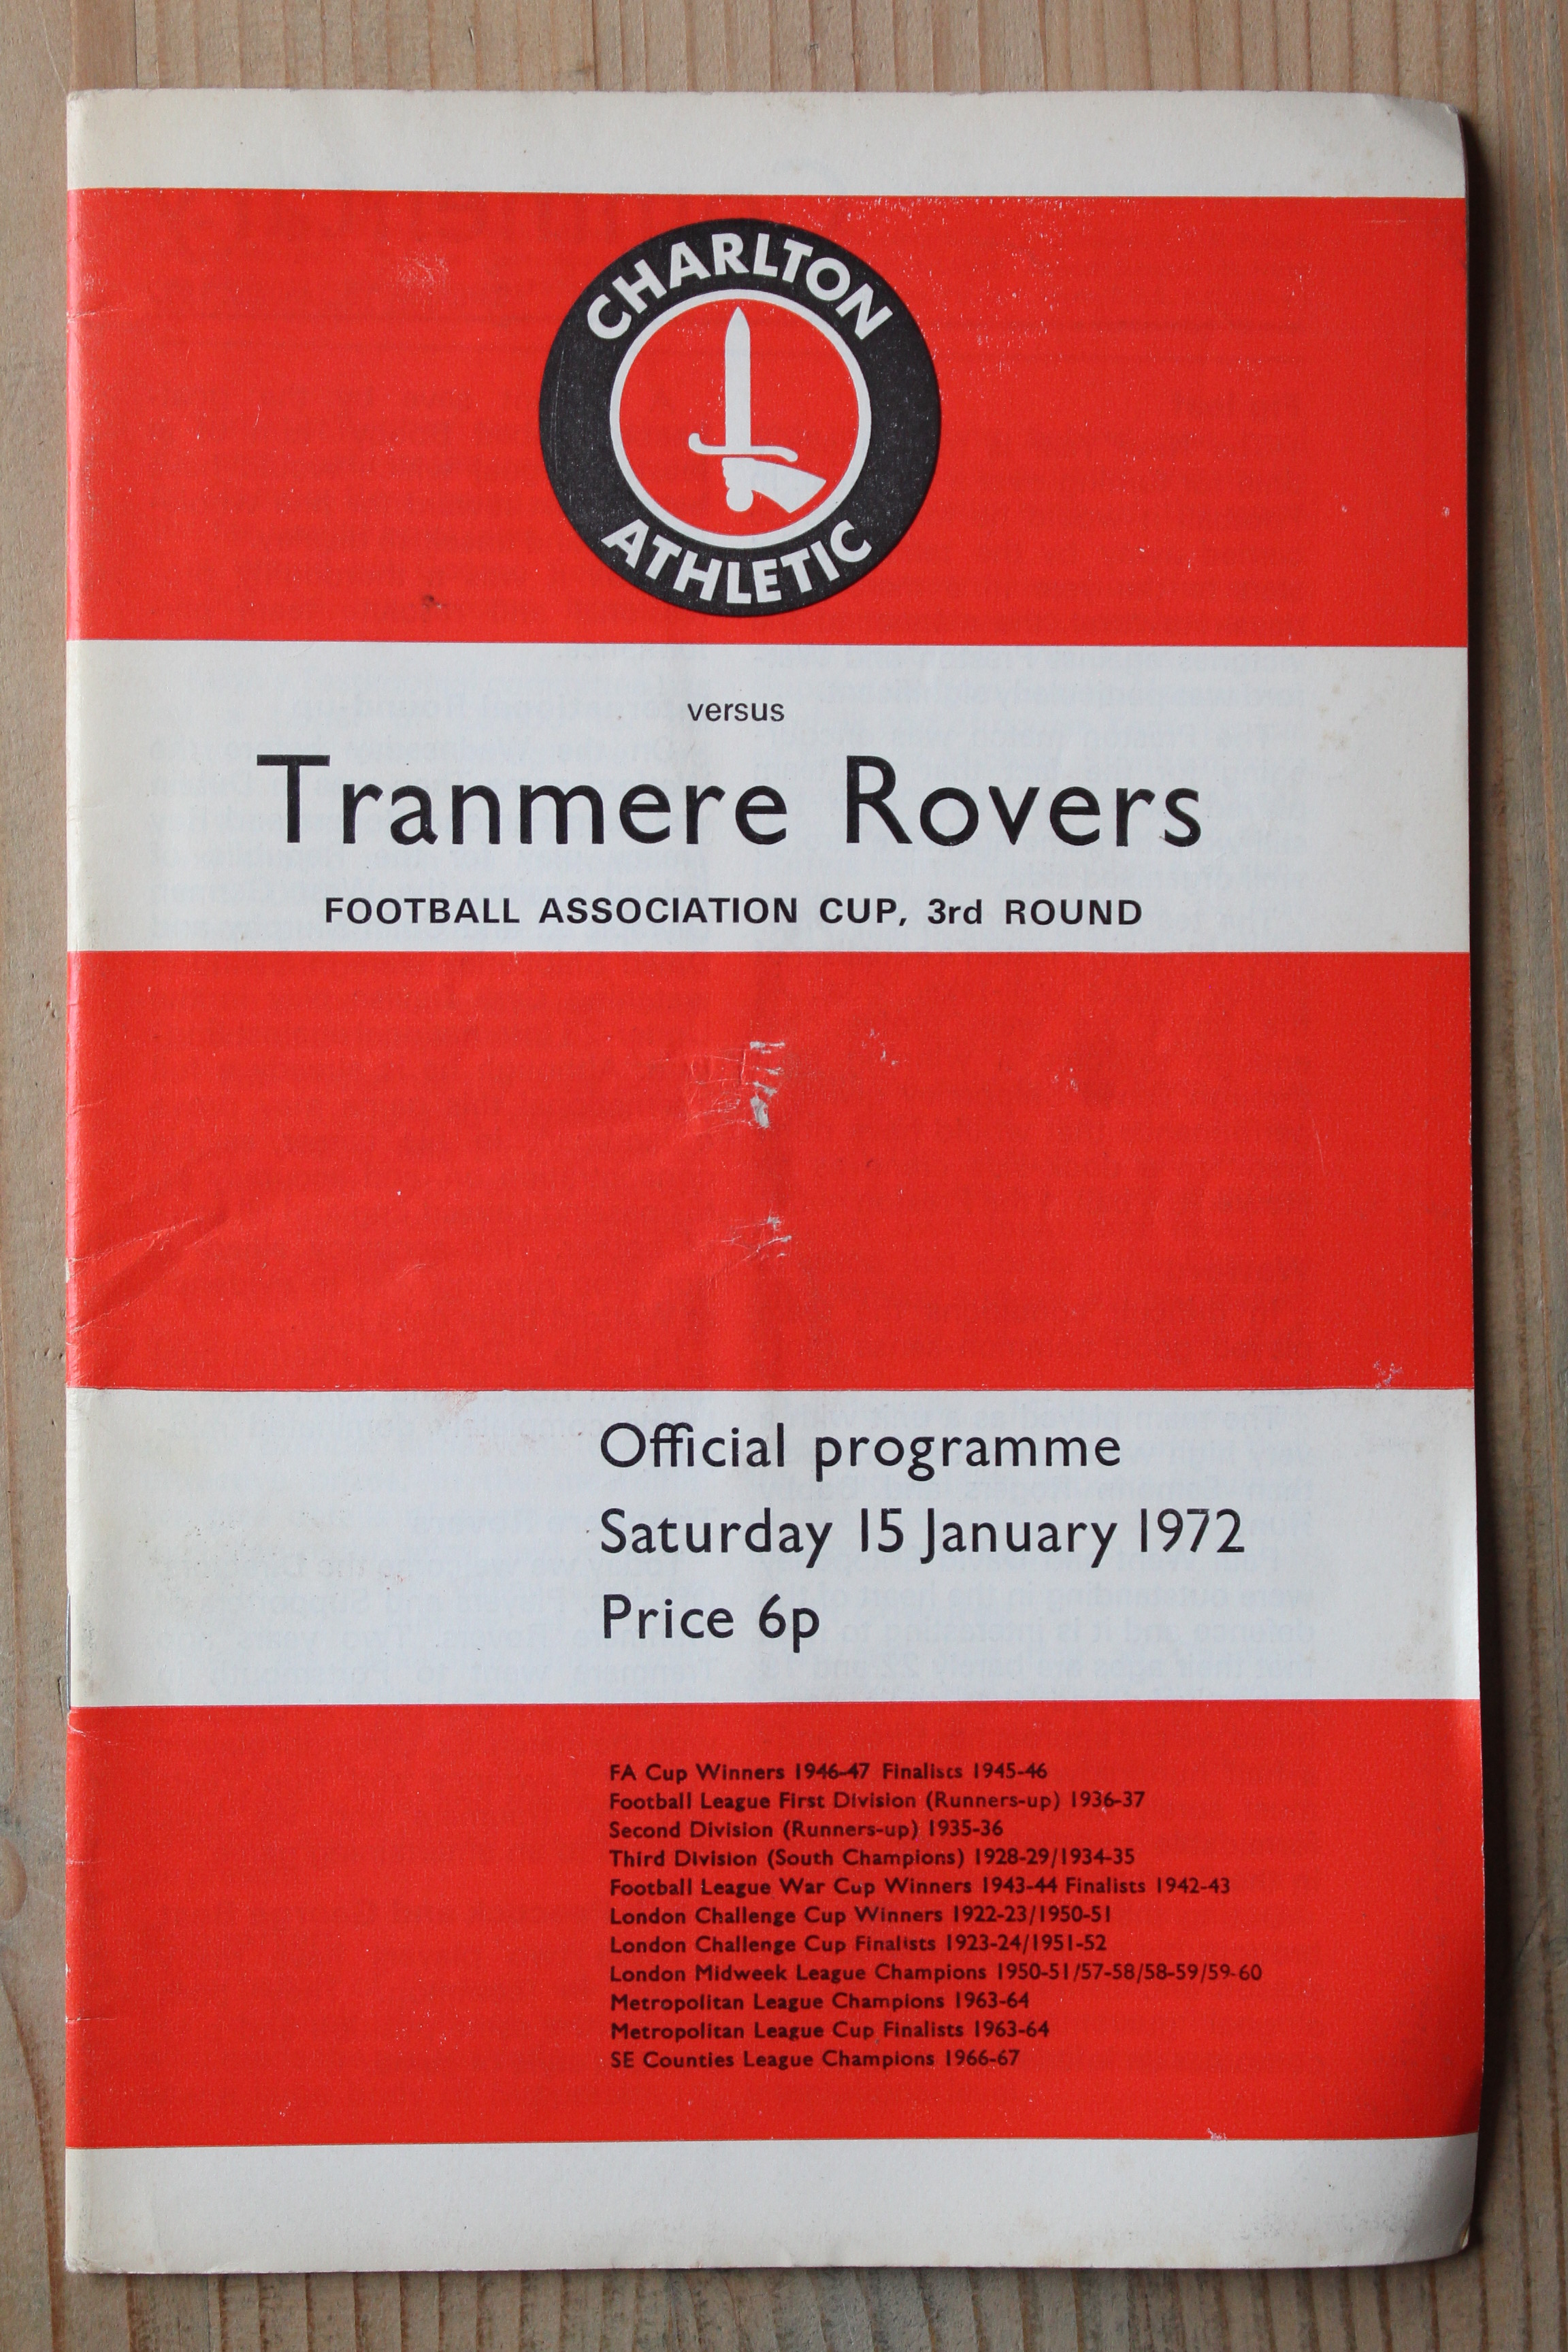 CHARLTON
ATHLETIC
versus
Tranmere Rovers
FOOTBALL ASSOCIATION CUP, 3rd ROUND
Official programme
Saturday 15 January 1972
Price 6p
FA Cup Winners 1946-47 Finalists 1945-46
Football League First Division (Runners-up) 1936-37
Second Division (Runners-up) 1935-36
Third Division (South Champions) 1928-29/1934-35
Football League War Cup Winners 1943-44 Finalists 1942-43
London Challenge Cup Winners 1922-23/1950-51
London Challenge Cup Finalists 1923-24/1951-52
London Midweek League Champions 1950-51/57-58/58-59/59-60
Metropolitan League Champions 1963-64
Metropolitan League Cup Finalists 1963-64
SE Counties League Champions 1966-67